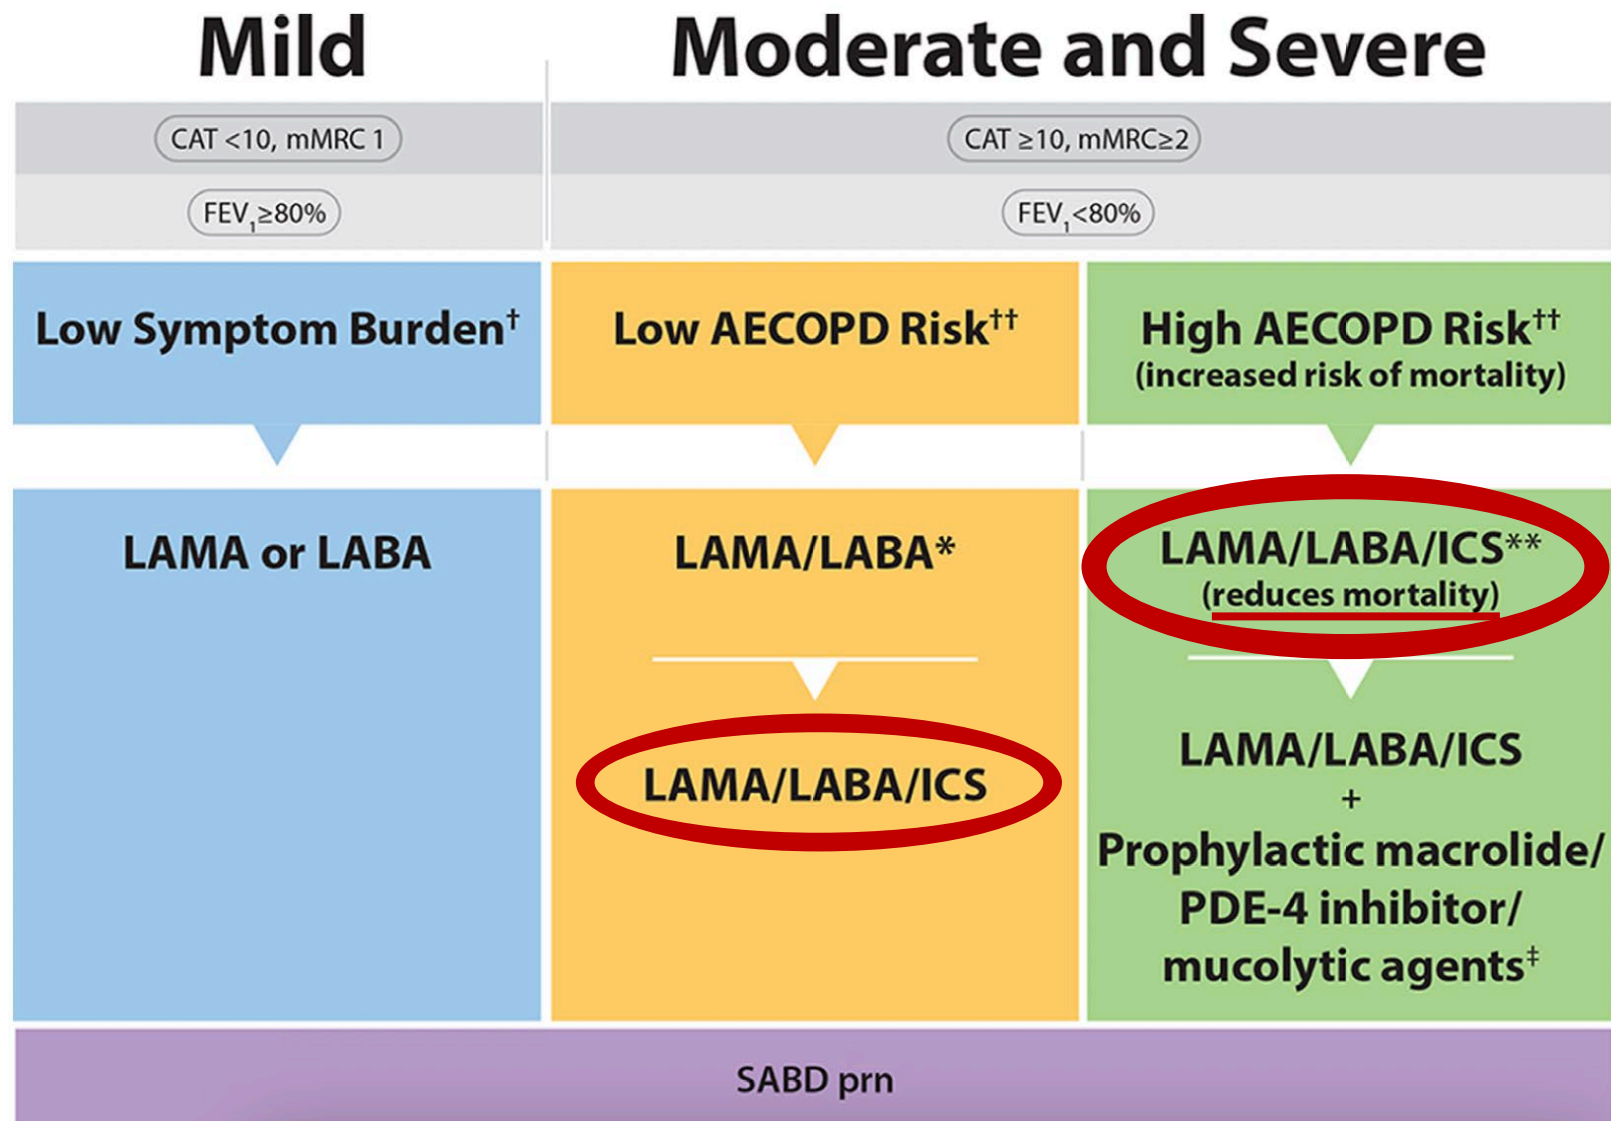 Mild
Moderate and Severe
CAT <10, mMRC 1
CAT ≥10, mMRC≥2
FEV₁≥80%
FEV₁<80%
Low Symptom Burden†
Low AECOPD Risk††
High AECOPD Risk††
(increased risk of mortality)
LAMA or LABA
LAMA/LABA*
LAMA/LABA/ICS
LAMA/LABA/ICS**
(reduces mortality)
LAMA/LABA/ICS
+
Prophylactic macrolide/
PDE-4 inhibitor/
mucolytic agents‡
SABD prn